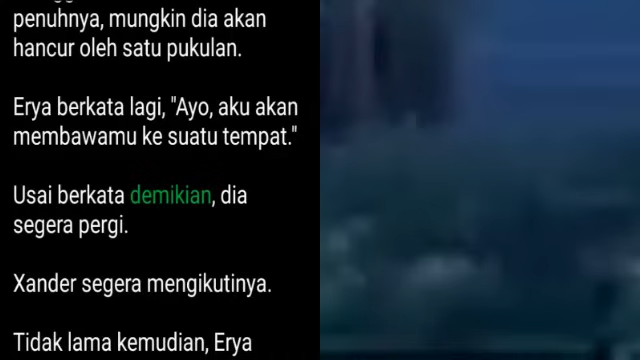 penuhnya, mungkin dia akan
hancur oleh satu pukulan.
Erya berkata lagi, "Ayo, aku akan
membawamu ke suatu tempat."
Usai berkata demikian, dia
segera pergi.
Xander segera mengikutinya.
Tidak lama kemudian, Erya